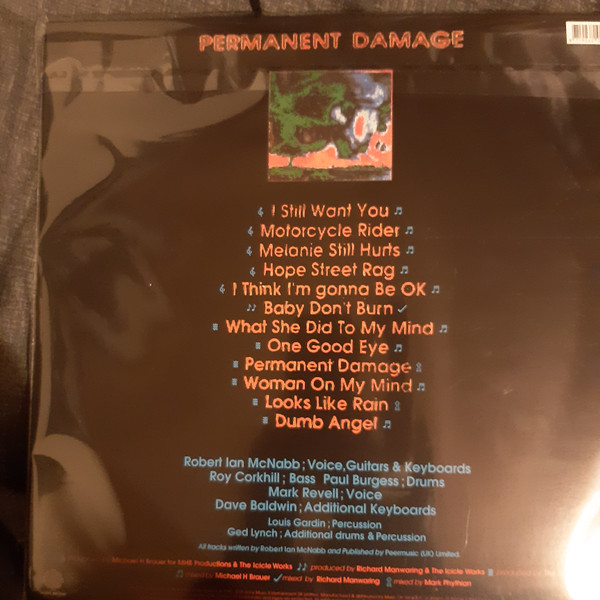 PERMANENT DAMAGE
I Still Want You
Motorcycle Rider
Melanie Still Hurts
Hope Street Rag
I Think I'm gonna Be OK
Baby Don't Burn
What She Did To My Mind
One Good Eye
Permanent Damage
Woman On My Mind
Looks Like Rain
Dumb Angel
Robert Ian McNabb ; Voice, Guitars & Keyboards
Roy Corkhill ; Bass Paul Burgess ; Drums
Mark Revell ; Voice
Dave Baldwin ; Additional Keyboards
Louis Gardin ; Percussion
Ged Lynch ; Additional drums & Percussion
All tracks written by Robert Ian McNabb and Published by Peermusic (UK) Limited.
Michael H Brauer for MHB Productions & The Icicle Works produced by Richard Manwaring & The Icicle Works produced by
mixed by Michael H Brauer mixed by Richard Manwaring mixed by Mark Phythian